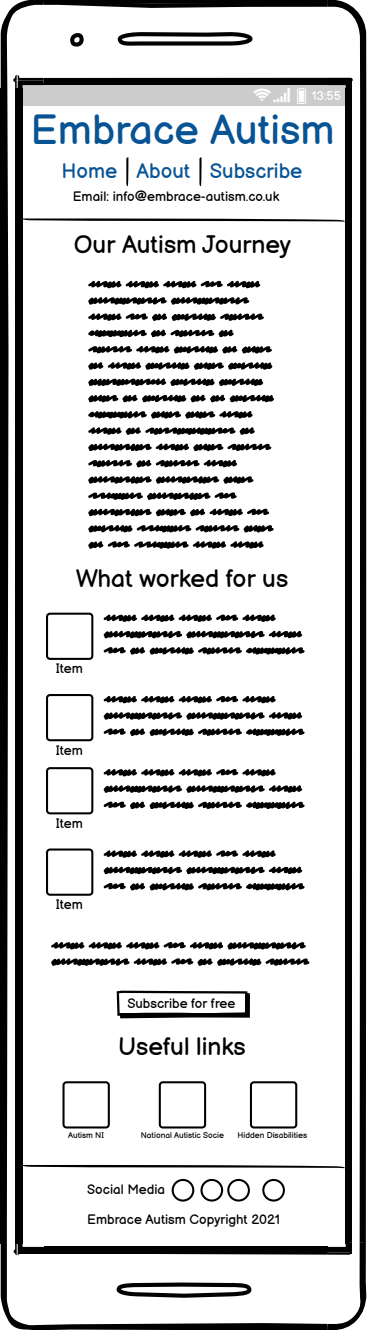 13:55
Embrace Autism
Home | About | Subscribe
Email: info@embrace-autism.co.uk
Our Autism Journey
What worked for us
Item
Item
Item
Item
Subscribe for free
Useful links
Autism NI National Autistic Socie Hidden Disabilities
Social Media
Embrace Autism Copyright 2021